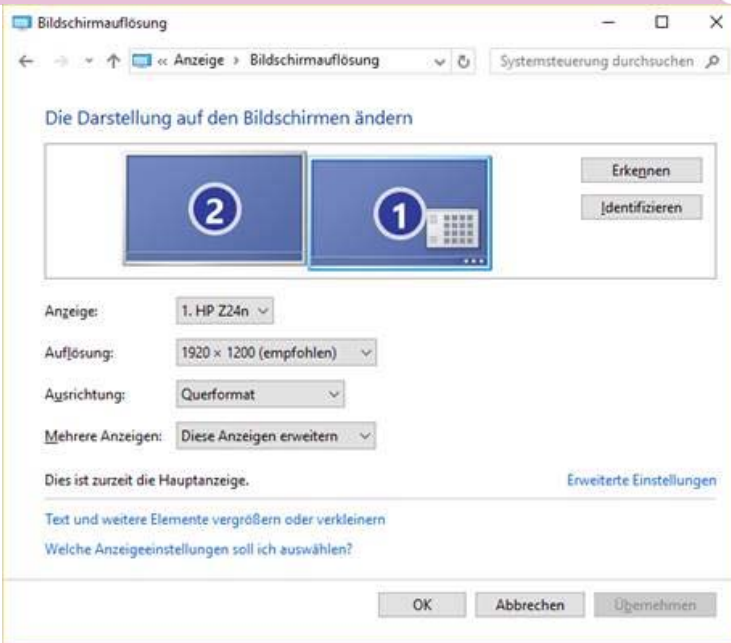 Bildschirmauflösung
« Anzeige › Bildschirmauflösung
Systemsteuerung durchsuchen
Die Darstellung auf den Bildschirmen ändern
2
1
Erkennen
Identifizieren
Anzeige: 1. HP Z24n
Auflösung: 1920 × 1200 (empfohlen)
Ausrichtung: Querformat
Mehrere Anzeigen: Diese Anzeigen erweitern
Dies ist zurzeit die Hauptanzeige. Erweiterte Einstellungen
Text und weitere Elemente vergrößern oder verkleinern
Welche Anzeigeeinstellungen soll ich auswählen?
OK Abbrechen Übernehmen